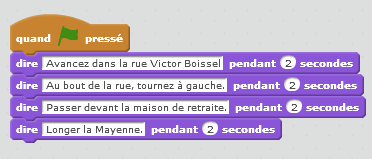 quand pressé
dire Avancez dans la rue Victor Boissel pendant 2 secondes
dire Au bout de la rue, tournez à gauche. pendant 2 secondes
dire Passer devant la maison de retraite. pendant 2 secondes
dire Longer la Mayenne. pendant 2 secondes